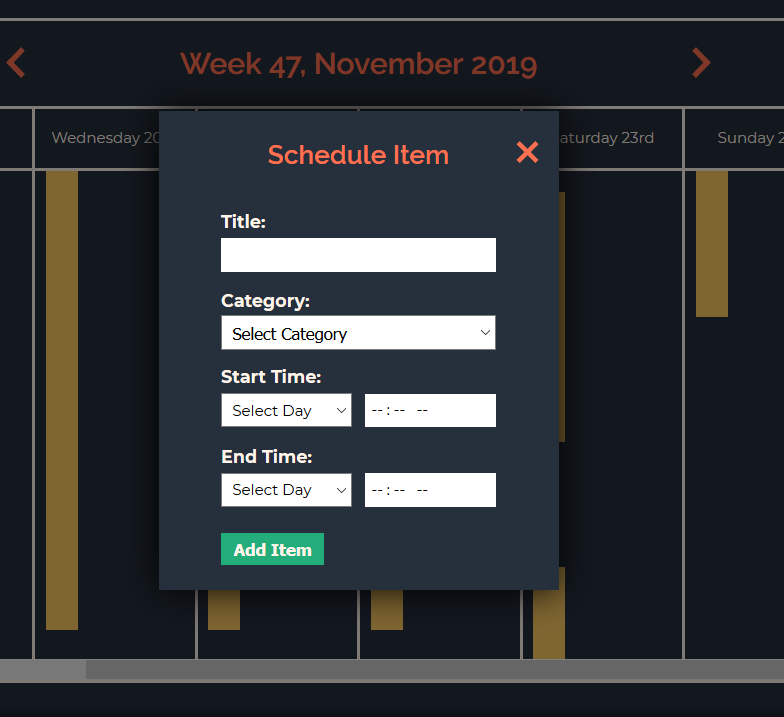 Week 47, November 2019
Wednesday 20
aturday 23rd
Sunday 2
Schedule Item
Title:
Category:
Select Category
Start Time:
Select Day
--:-- --
End Time:
Select Day
--:-- --
Add Item